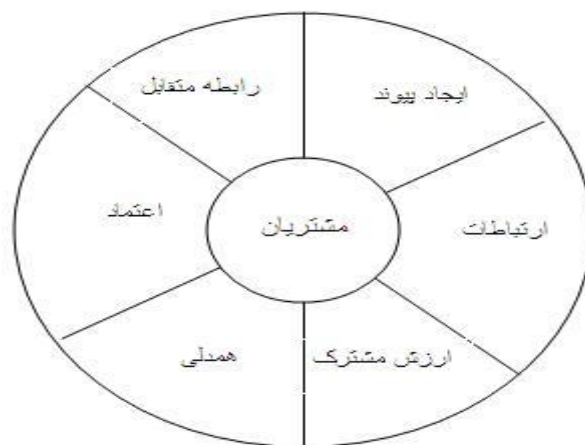 رابطه متقابل
ایجاد پیوند
اعتماد
مشتریان
ارتباطات
همدلی
ارزش مشترک